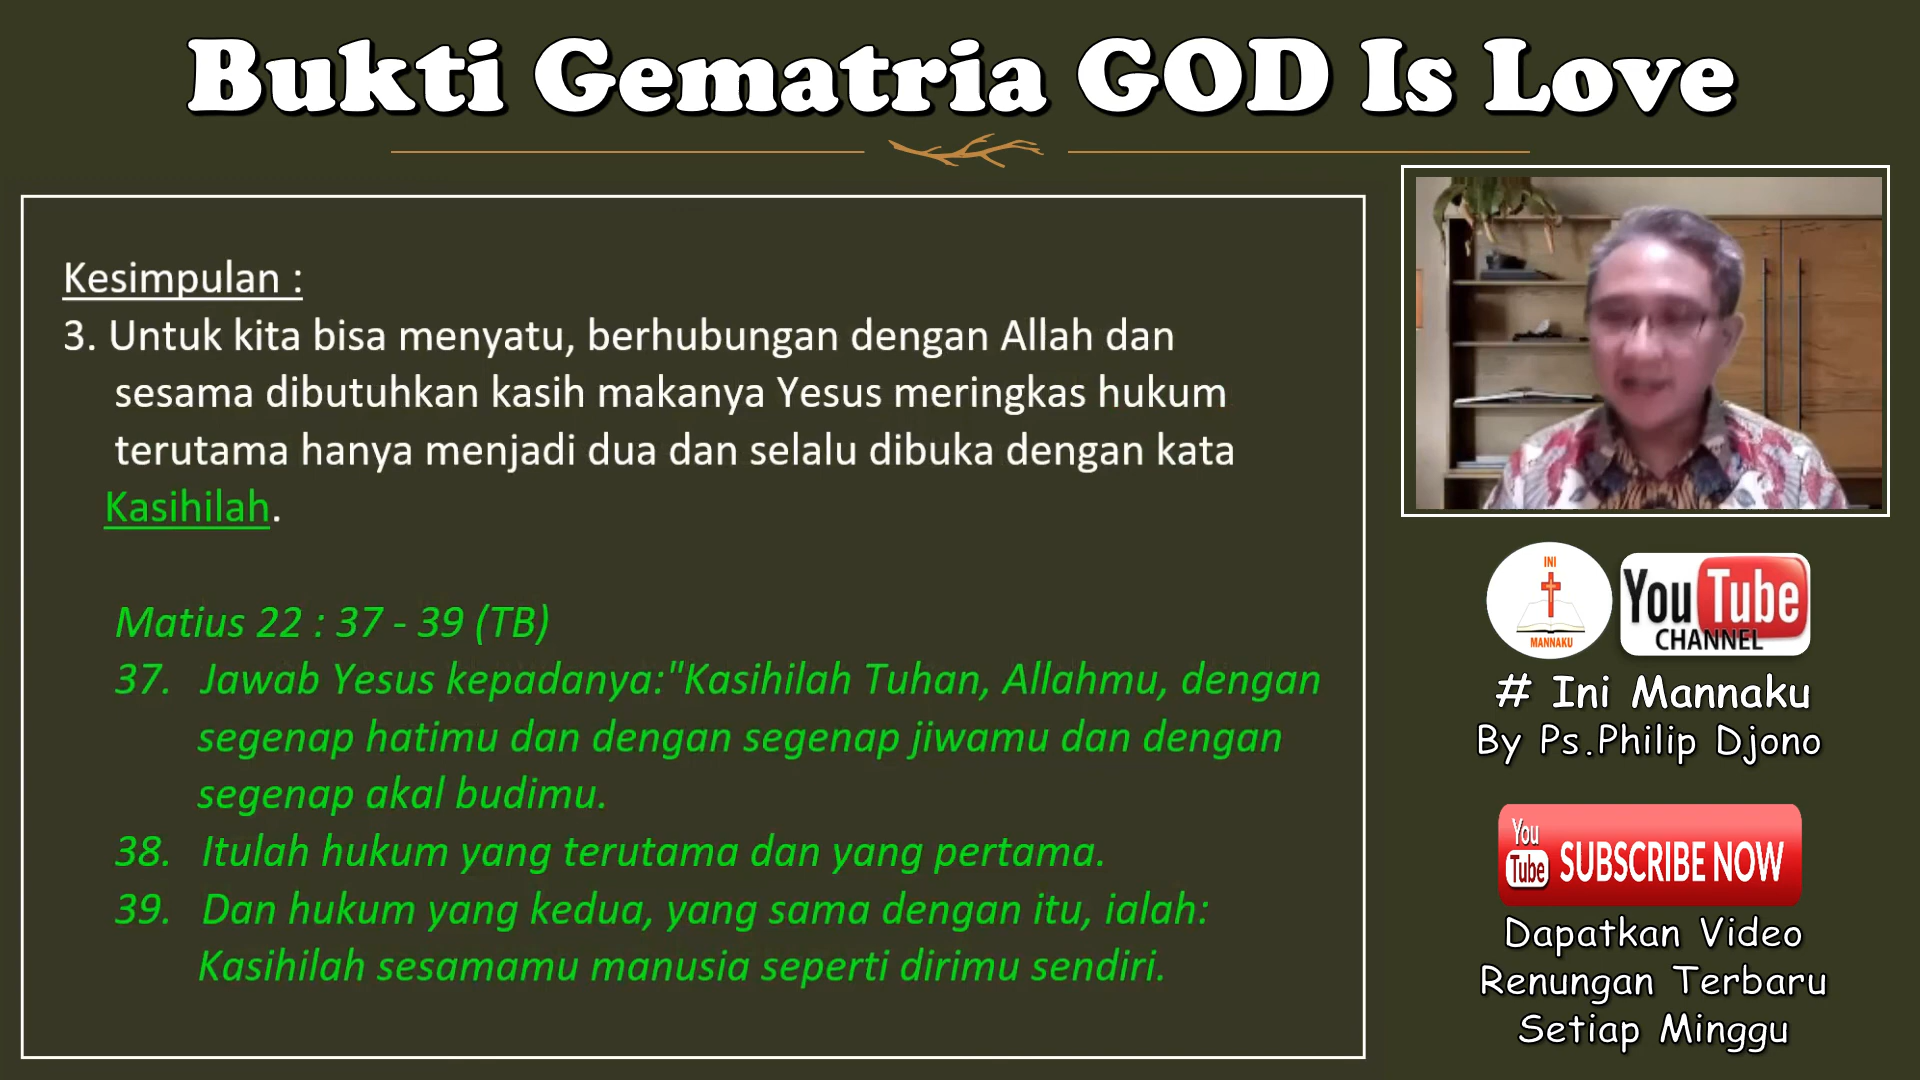 Bukti Gematria GOD Is Love
Kesimpulan :
3. Untuk kita bisa menyatu, berhubungan dengan Allah dan
sesama dibutuhkan kasih makanya Yesus meringkas hukum
terutama hanya menjadi dua dan selalu dibuka dengan kata
Kasihilah.
Matius 22 : 37 - 39 (TB)
37. Jawab Yesus kepadanya:"Kasihilah Tuhan, Allahmu, dengan
segenap hatimu dan dengan segenap jiwamu dan dengan
segenap akal budimu.
38. Itulah hukum yang terutama dan yang pertama.
39. Dan hukum yang kedua, yang sama dengan itu, ialah:
Kasihilah sesamamu manusia seperti dirimu sendiri.
INI
MANNAKU
YouTube
CHANNEL
# Ini Mannaku
By Ps.Philip Djono
You
Tube
SUBSCRIBE NOW
Dapatkan Video
Renungan Terbaru
Setiap Minggu